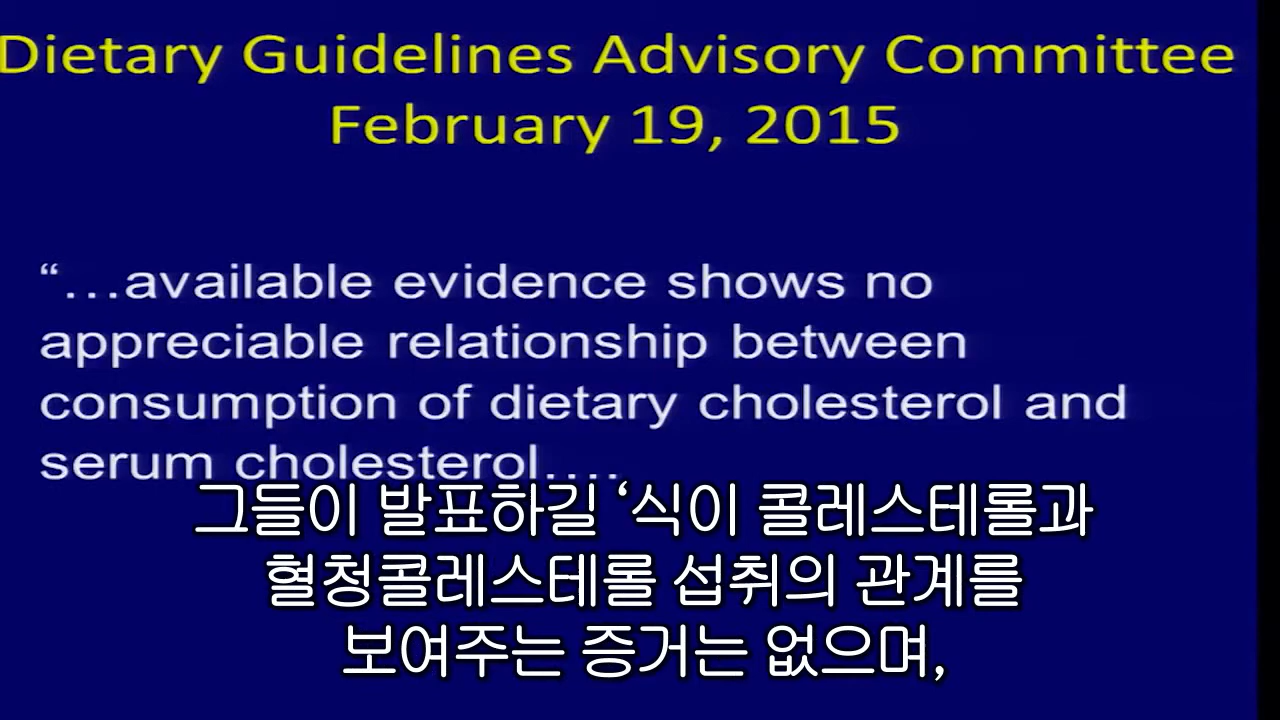 Dietary Guidelines Advisory Committee
February 19, 2015
“…available evidence shows no
appreciable relationship between
consumption of dietary cholesterol and
serum cholesterol….
그들이 발표하길 ‘식이 콜레스테롤과
혈청콜레스테롤 섭취의 관계를
보여주는 증거는 없으며,